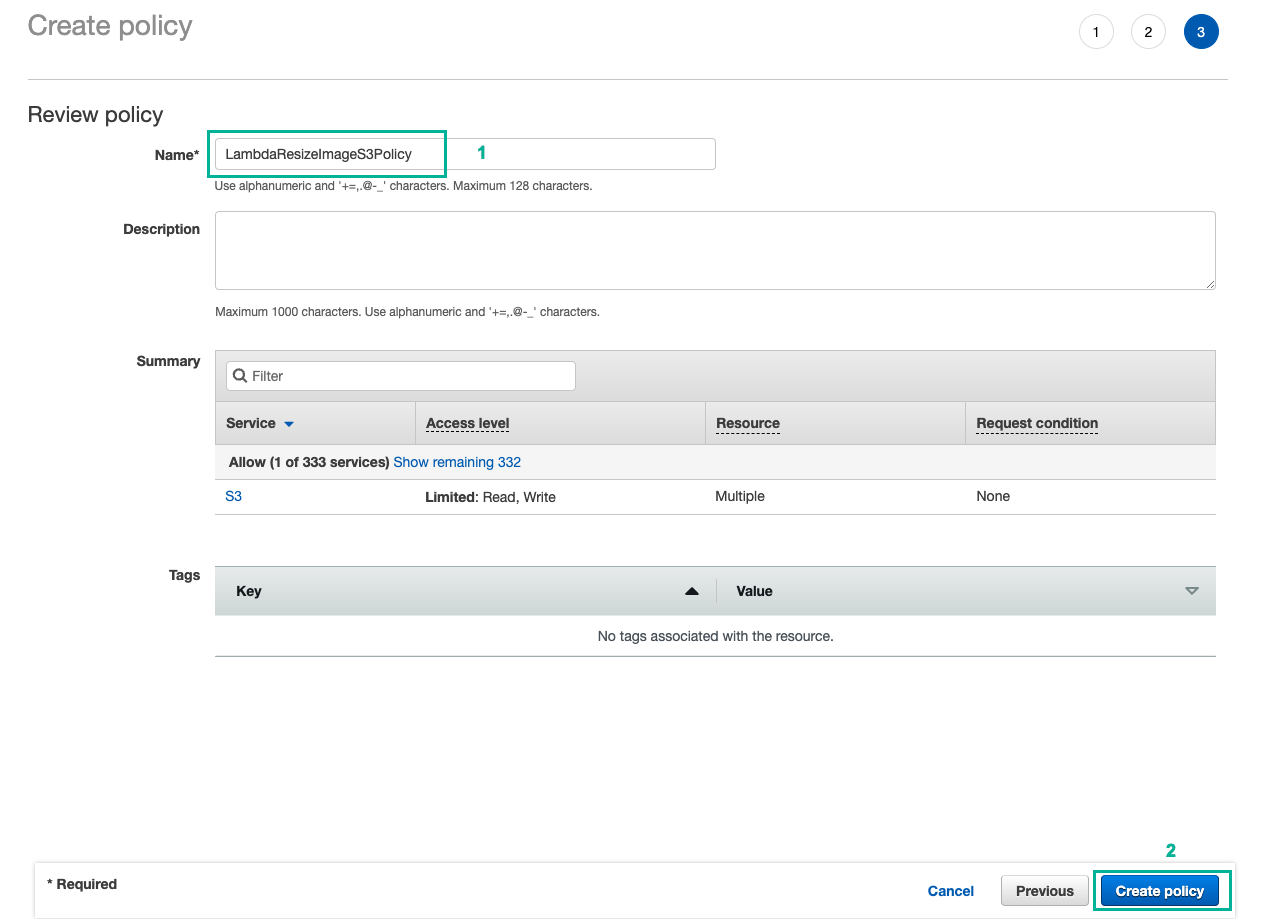 Create policy
1 2 3
Review policy
Name* LambdaResizeImageS3Policy 1
Use alphanumeric and '+=,.@-_' characters. Maximum 128 characters.
Description
Maximum 1000 characters. Use alphanumeric and '+=,.@-_' characters.
Summary Filter
Service Access level Resource Request condition
Allow (1 of 333 services) Show remaining 332
S3 Limited: Read, Write Multiple None
Tags Key Value
No tags associated with the resource.
2
* Required Cancel Previous Create policy